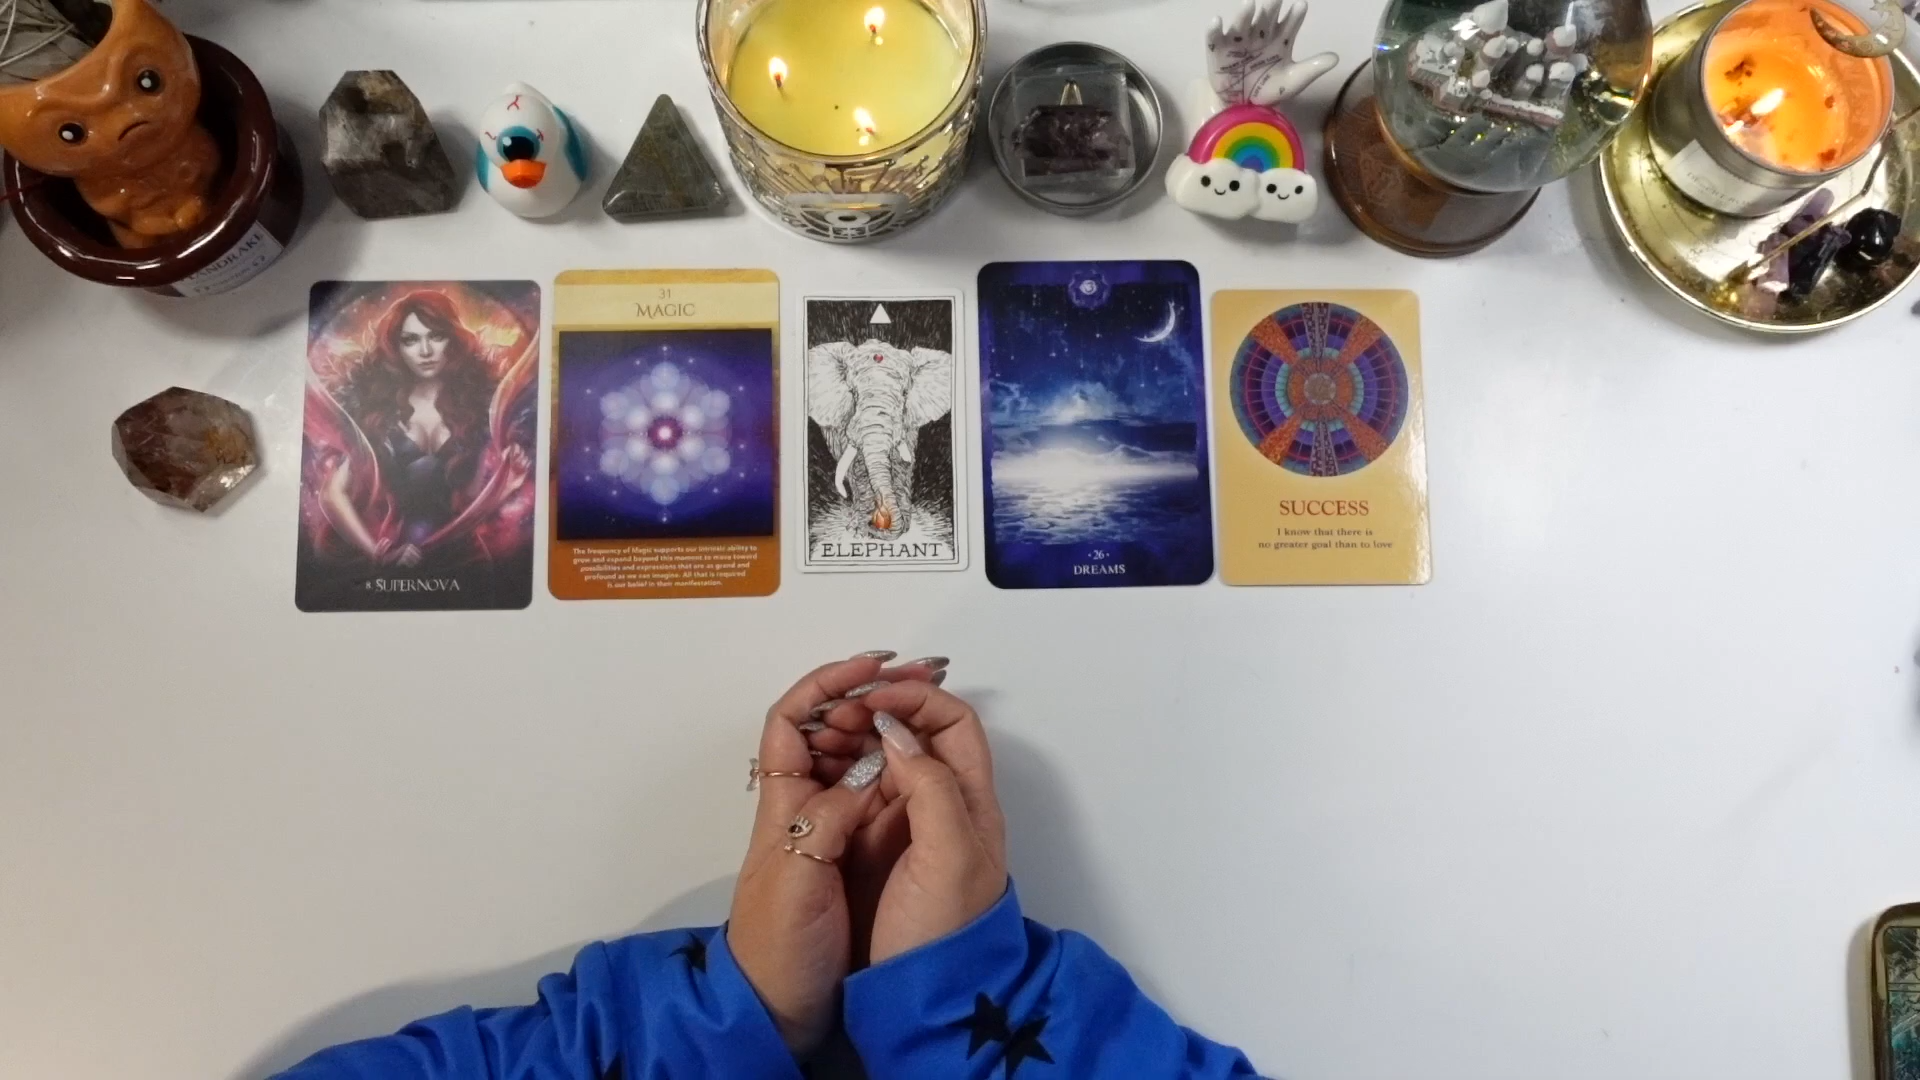 MANDRAKE
8. SUPERNOVA
31
MAGIC
The frequency of Magic supports our intrinsic ability to
grow and expand beyond this moment to move toward
possibilities and expressions that are as grand and
profound as we can imagine. All that is required
is our belief in their manifestation.
ELEPHANT
· 26 ·
DREAMS
SUCCESS
I know that there is
no greater goal than to love